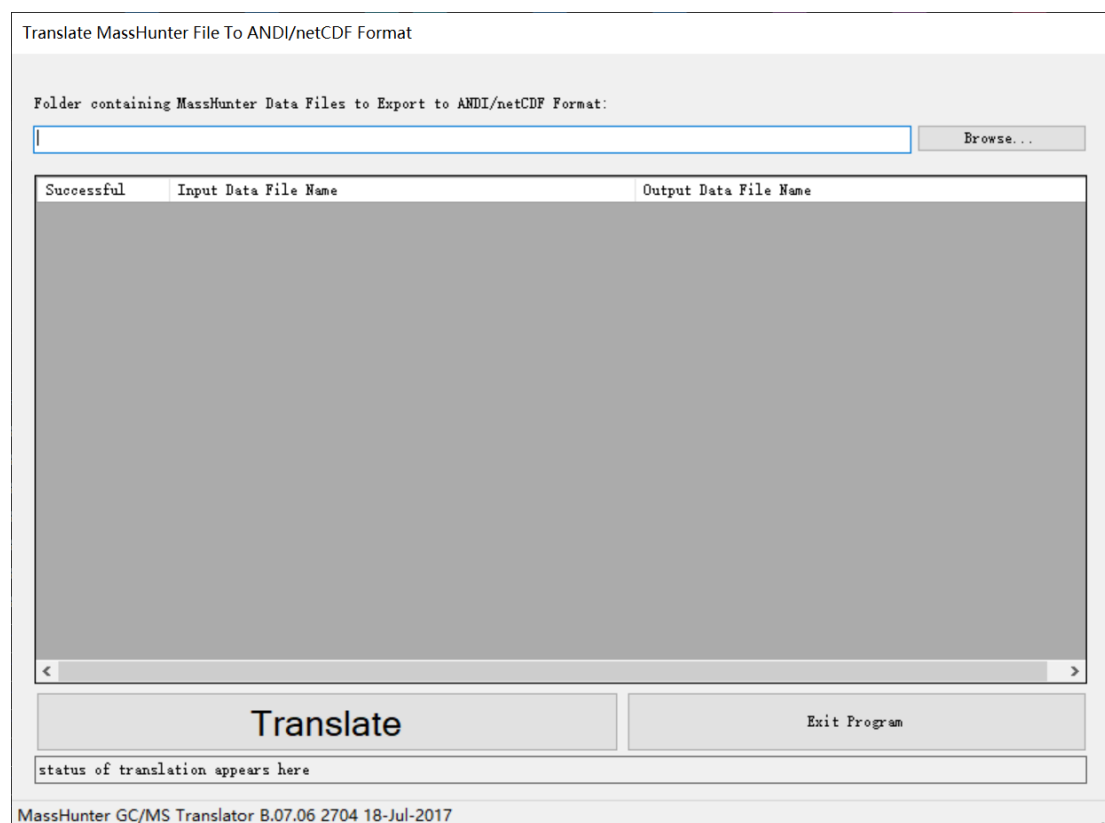 Translate MassHunter File To ANDI/netCDF Format
Folder containing MassHunter Data Files to Export to ANDI/netCDF Format:
Browse...
Successful Input Data File Name Output Data File Name
Translate
Exit Program
status of translation appears here
MassHunter GC/MS Translator B.07.06 2704 18-Jul-2017